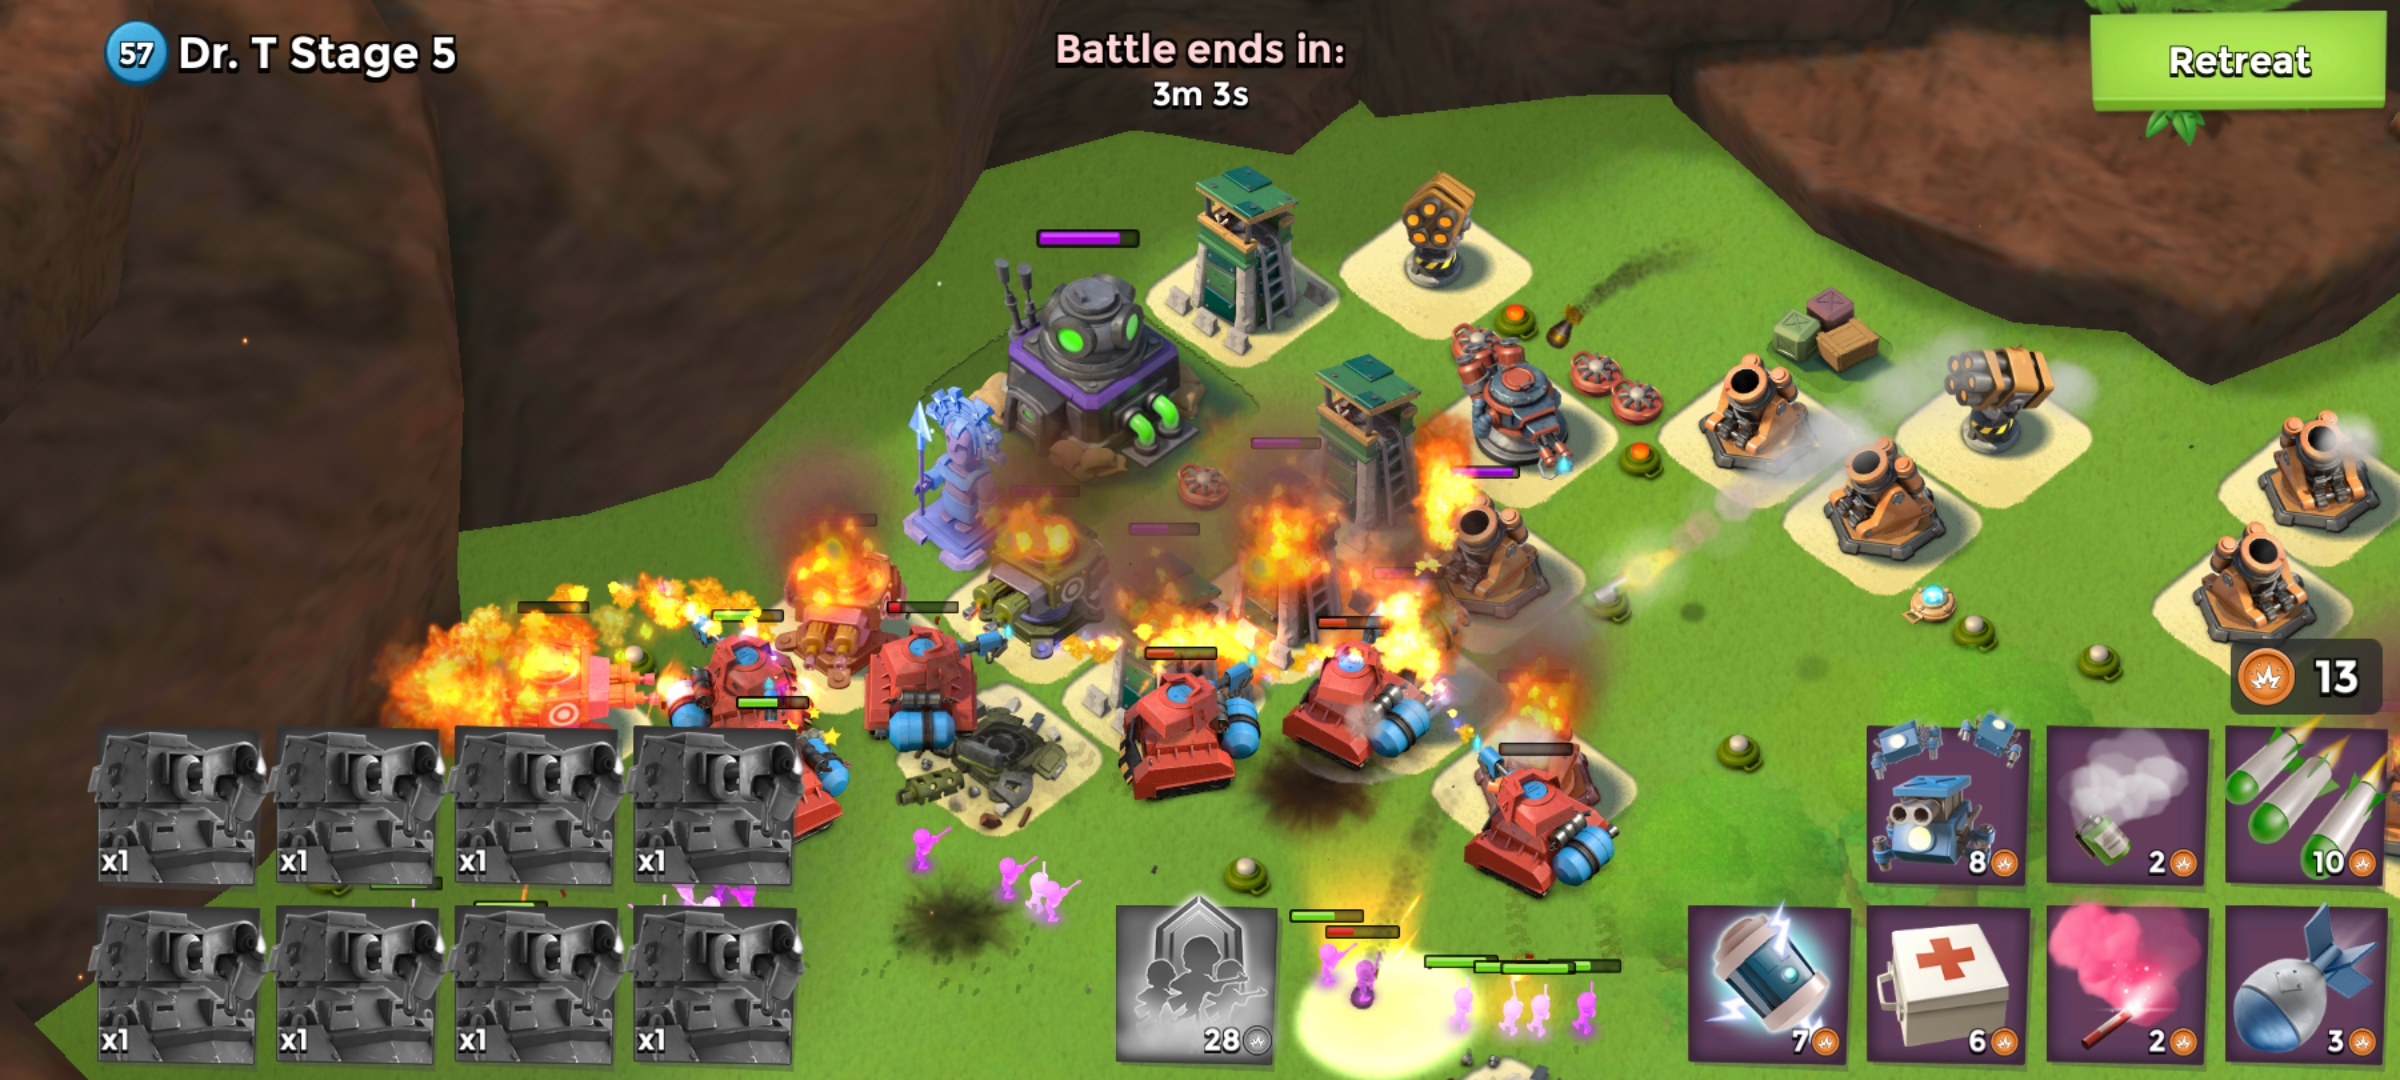 57 Dr. T Stage 5
Battle ends in:
3m 3s
Retreat
13
x1 x1 x1 x1
8 2 10
x1 x1 x1 x1
28
7 6 2 3